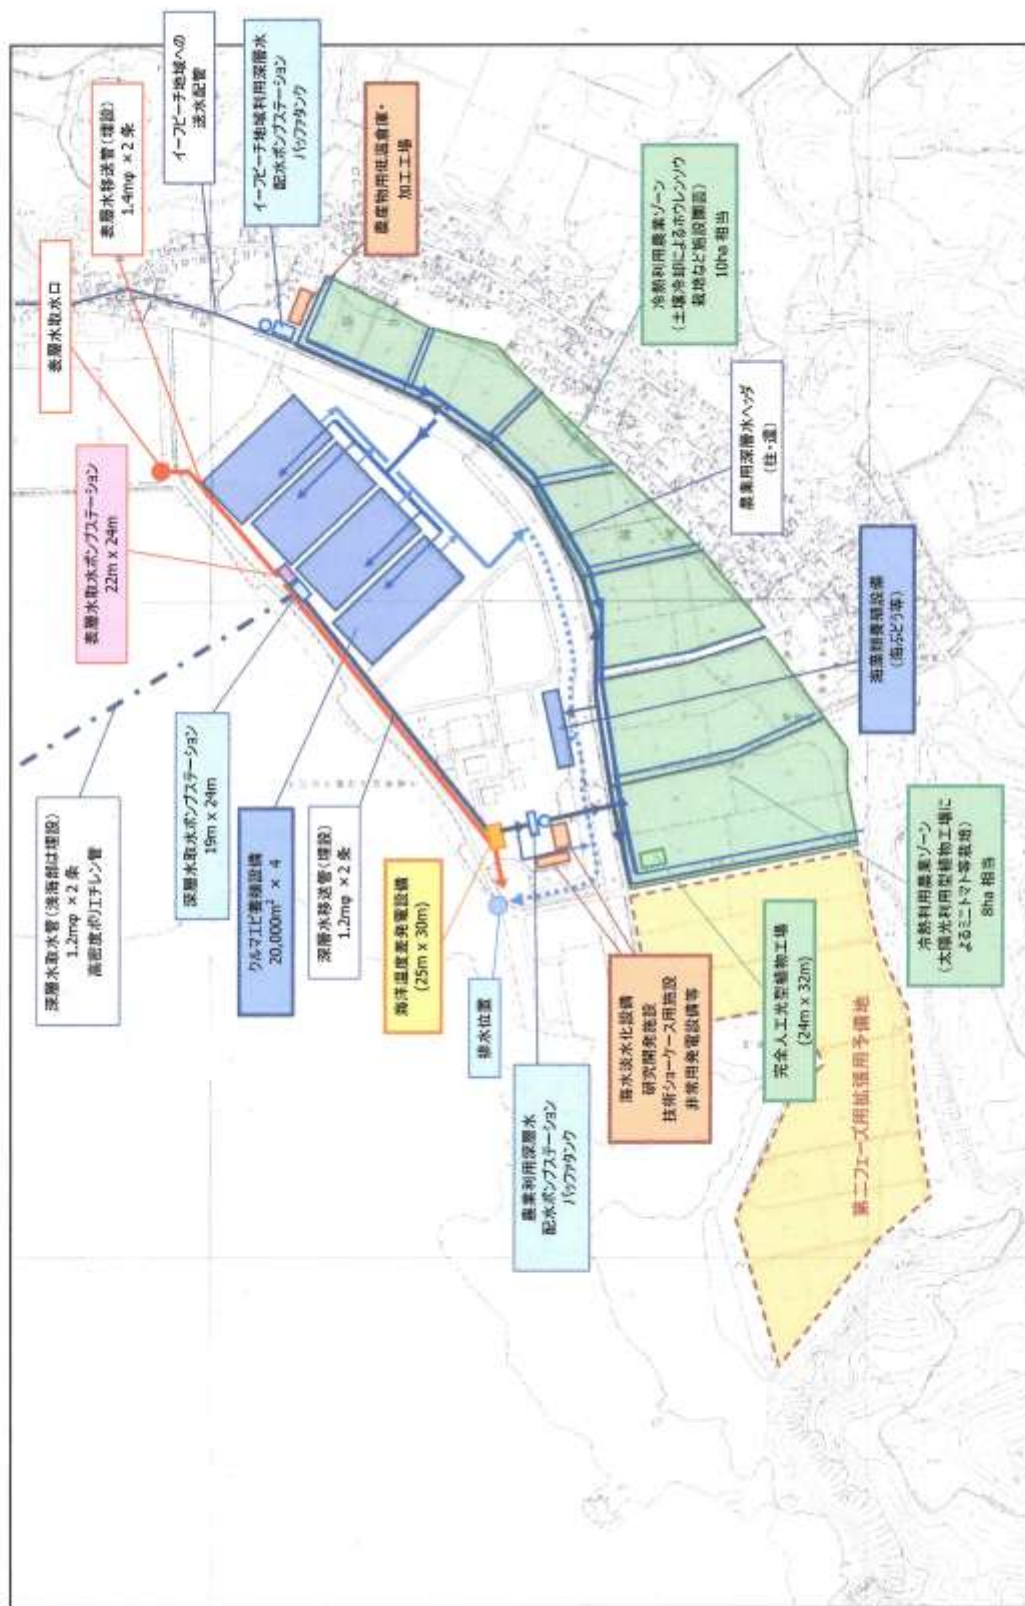 深層水取水管(浅海部は埋設)
1.2mφ ×2 条
高密度ポリエチレン管
深層水取水ポンプステーション
19m x 24m
クルマエビ養殖設備
20,000m² × 4
深層水移送管(埋設)
1.2mφ ×2 条
海洋温度差発電設備
(25m x 30m)
排水位置
農業利用深層水
配水ポンプステーション
バッファタンク
表層水取水ポンプステーション
22m x 24m
表層水取水口
表層水移送管(埋設)
1.4mφ ×2 条
イーフビーチ地域への
送水配管
イーフビーチ地域利用深層水
配水ポンプステーション
バッファタンク
農産物用低温倉庫・
加工工場
冷熱利用農業ゾーン
(土壌冷却によるホウレンソウ
栽培など施設園芸)
10ha 相当
農業用深層水ヘッダ
(往・還)
海藻類養殖設備
(海ぶどう等)
冷熱利用農業ゾーン
(太陽光利用型植物工場に
よるミニトマト等栽培)
8ha 相当
完全人工光型植物工場
(24m x 32m)
海水淡水化設備
研究開発施設
技術ショーケース用施設
非常用発電設備等
第二フェーズ用拡張用予備地